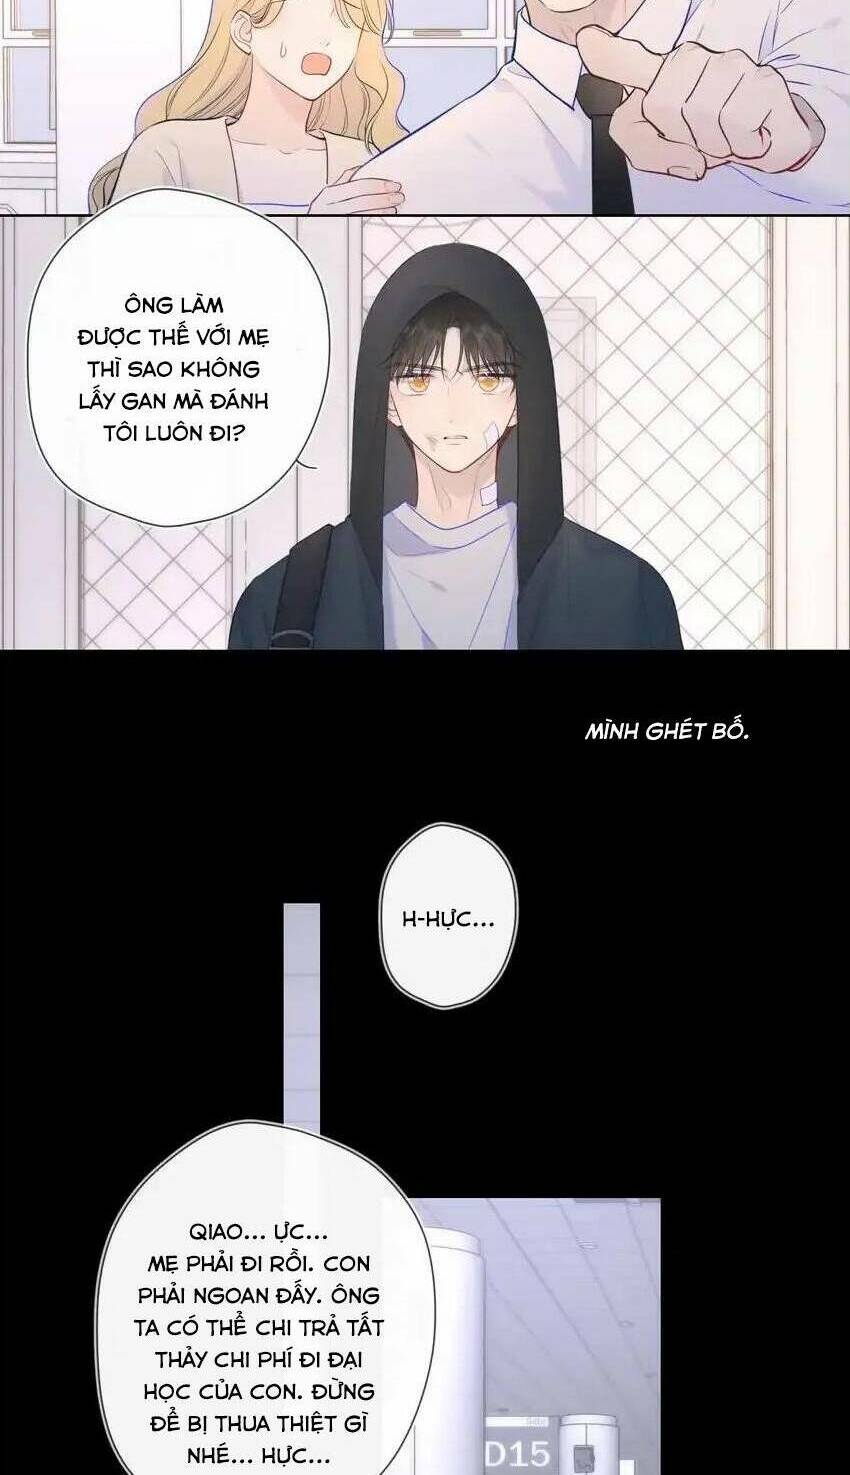 ÔNG LÀM
ĐƯỢC THẾ VỚI MẸ
THÌ SAO KHÔNG
LẤY GAN MÀ ĐÁNH
TÔI LUÔN ĐI?
MÌNH GHÉT BỐ.
H-HỰC...
QIAO... ỰC...
MẸ PHẢI ĐI RỒI. CON
PHẢI NGOAN ĐẤY. ÔNG
TA CÓ THỂ CHI TRẢ TẤT
THẢY CHI PHÍ ĐI ĐẠI
HỌC CỦA CON. ĐỪNG
ĐỂ BỊ THUA THIỆT GÌ
NHÉ... HỰC...
D15